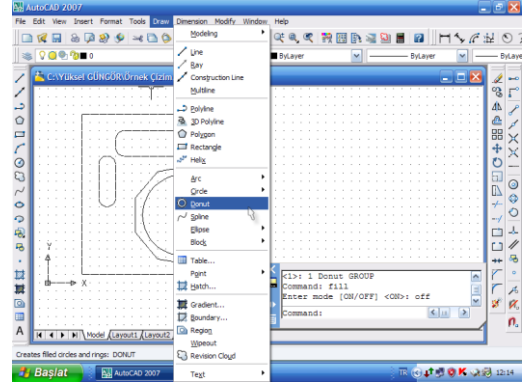 AutoCAD 2007
File Edit View Insert Format Tools Draw Dimension Modify Window Help
0
ByLayer
ByLayer
ByLayer
C:\Yüksel GÜNGÖR\Örnek Çizim
Modeling
Line
Ray
Construction Line
Multiline
Polyline
3D Polyline
Polygon
Rectangle
Helix
Arc
Circle
Donut
Spline
Ellipse
Block
Table...
Point
Hatch...
Gradient...
Boundary...
Region
Wipeout
Revision Cloud
Text
Y
X
<1>: 1 Donut GROUP
Command: fill
Enter mode [ON/OFF] <ON>: off
Command:
Model Layout1 Layout2
A
Creates filled circles and rings: DONUT
Başlat
AutoCAD 2007
TR
12:14